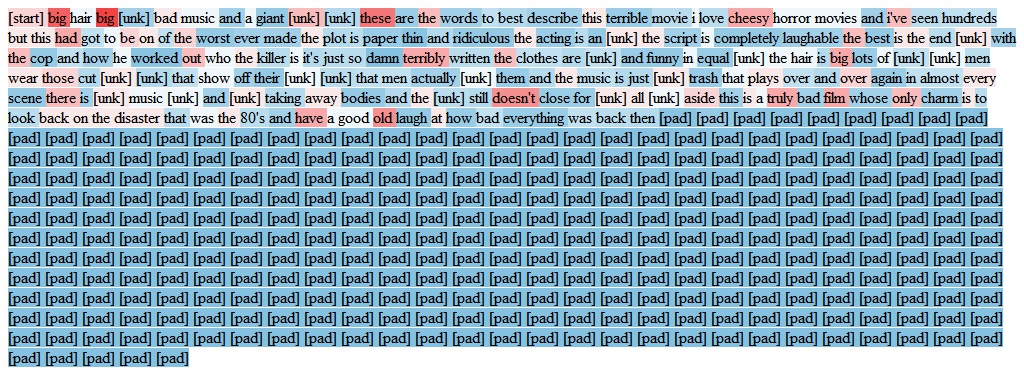 [start] big hair big [unk] bad music and a giant [unk] [unk] these are the words to best describe this terrible movie i love cheesy horror movies and i've seen hundreds
but this had got to be on of the worst ever made the plot is paper thin and ridiculous the acting is an [unk] the script is completely laughable the best is the end [unk] with
the cop and how he worked out who the killer is it's just so damn terribly written the clothes are [unk] and funny in equal [unk] the hair is big lots of [unk] [unk] men
wear those cut [unk] [unk] that show off their [unk] [unk] that men actually [unk] them and the music is just [unk] trash that plays over and over again in almost every
scene there is [unk] music [unk] and [unk] taking away bodies and the [unk] still doesn't close for [unk] all [unk] aside this is a truly bad film whose only charm is to
look back on the disaster that was the 80's and have a good old laugh at how bad everything was back then [pad] [pad] [pad] [pad] [pad] [pad] [pad] [pad] [pad]
[pad] [pad] [pad] [pad] [pad] [pad] [pad] [pad] [pad] [pad] [pad] [pad] [pad] [pad] [pad] [pad] [pad] [pad] [pad] [pad] [pad] [pad] [pad] [pad] [pad] [pad] [pad]
[pad] [pad] [pad] [pad] [pad] [pad] [pad] [pad] [pad] [pad] [pad] [pad] [pad] [pad] [pad] [pad] [pad] [pad] [pad] [pad] [pad] [pad] [pad] [pad] [pad] [pad] [pad]
[pad] [pad] [pad] [pad] [pad] [pad] [pad] [pad] [pad] [pad] [pad] [pad] [pad] [pad] [pad] [pad] [pad] [pad] [pad] [pad] [pad] [pad] [pad] [pad] [pad] [pad] [pad]
[pad] [pad] [pad] [pad] [pad] [pad] [pad] [pad] [pad] [pad] [pad] [pad] [pad] [pad] [pad] [pad] [pad] [pad] [pad] [pad] [pad] [pad] [pad] [pad] [pad] [pad] [pad]
[pad] [pad] [pad] [pad] [pad] [pad] [pad] [pad] [pad] [pad] [pad] [pad] [pad] [pad] [pad] [pad] [pad] [pad] [pad] [pad] [pad] [pad] [pad] [pad] [pad] [pad] [pad]
[pad] [pad] [pad] [pad] [pad] [pad] [pad] [pad] [pad] [pad] [pad] [pad] [pad] [pad] [pad] [pad] [pad] [pad] [pad] [pad] [pad] [pad] [pad] [pad] [pad] [pad] [pad]
[pad] [pad] [pad] [pad] [pad] [pad] [pad] [pad] [pad] [pad] [pad] [pad] [pad] [pad] [pad] [pad] [pad] [pad] [pad] [pad] [pad] [pad] [pad] [pad] [pad] [pad] [pad]
[pad] [pad] [pad] [pad] [pad] [pad] [pad] [pad] [pad] [pad] [pad] [pad] [pad] [pad] [pad] [pad] [pad] [pad] [pad] [pad] [pad] [pad] [pad] [pad] [pad] [pad] [pad]
[pad] [pad] [pad] [pad] [pad] [pad] [pad] [pad] [pad] [pad] [pad] [pad] [pad] [pad] [pad] [pad] [pad] [pad] [pad] [pad] [pad] [pad] [pad] [pad] [pad] [pad] [pad]
[pad] [pad] [pad] [pad] [pad] [pad] [pad] [pad] [pad] [pad] [pad] [pad] [pad] [pad] [pad] [pad] [pad] [pad] [pad] [pad] [pad] [pad] [pad] [pad] [pad] [pad] [pad]
[pad] [pad] [pad] [pad] [pad] [pad] [pad] [pad] [pad] [pad] [pad] [pad] [pad] [pad] [pad] [pad] [pad] [pad] [pad] [pad] [pad] [pad] [pad] [pad] [pad] [pad] [pad]
[pad] [pad] [pad] [pad] [pad]